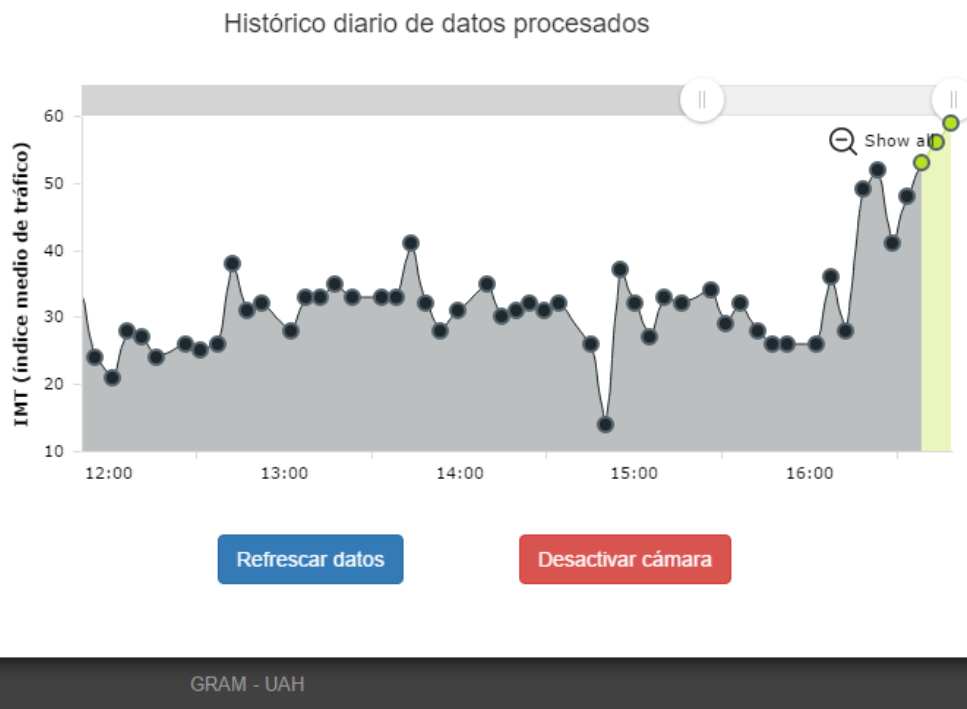 Histórico diario de datos procesados
60
Show all
50
40
30
20
10
IMT (índice medio de tráfico)
12:00 13:00 14:00 15:00 16:00
Refrescar datos Desactivar cámara
GRAM - UAH